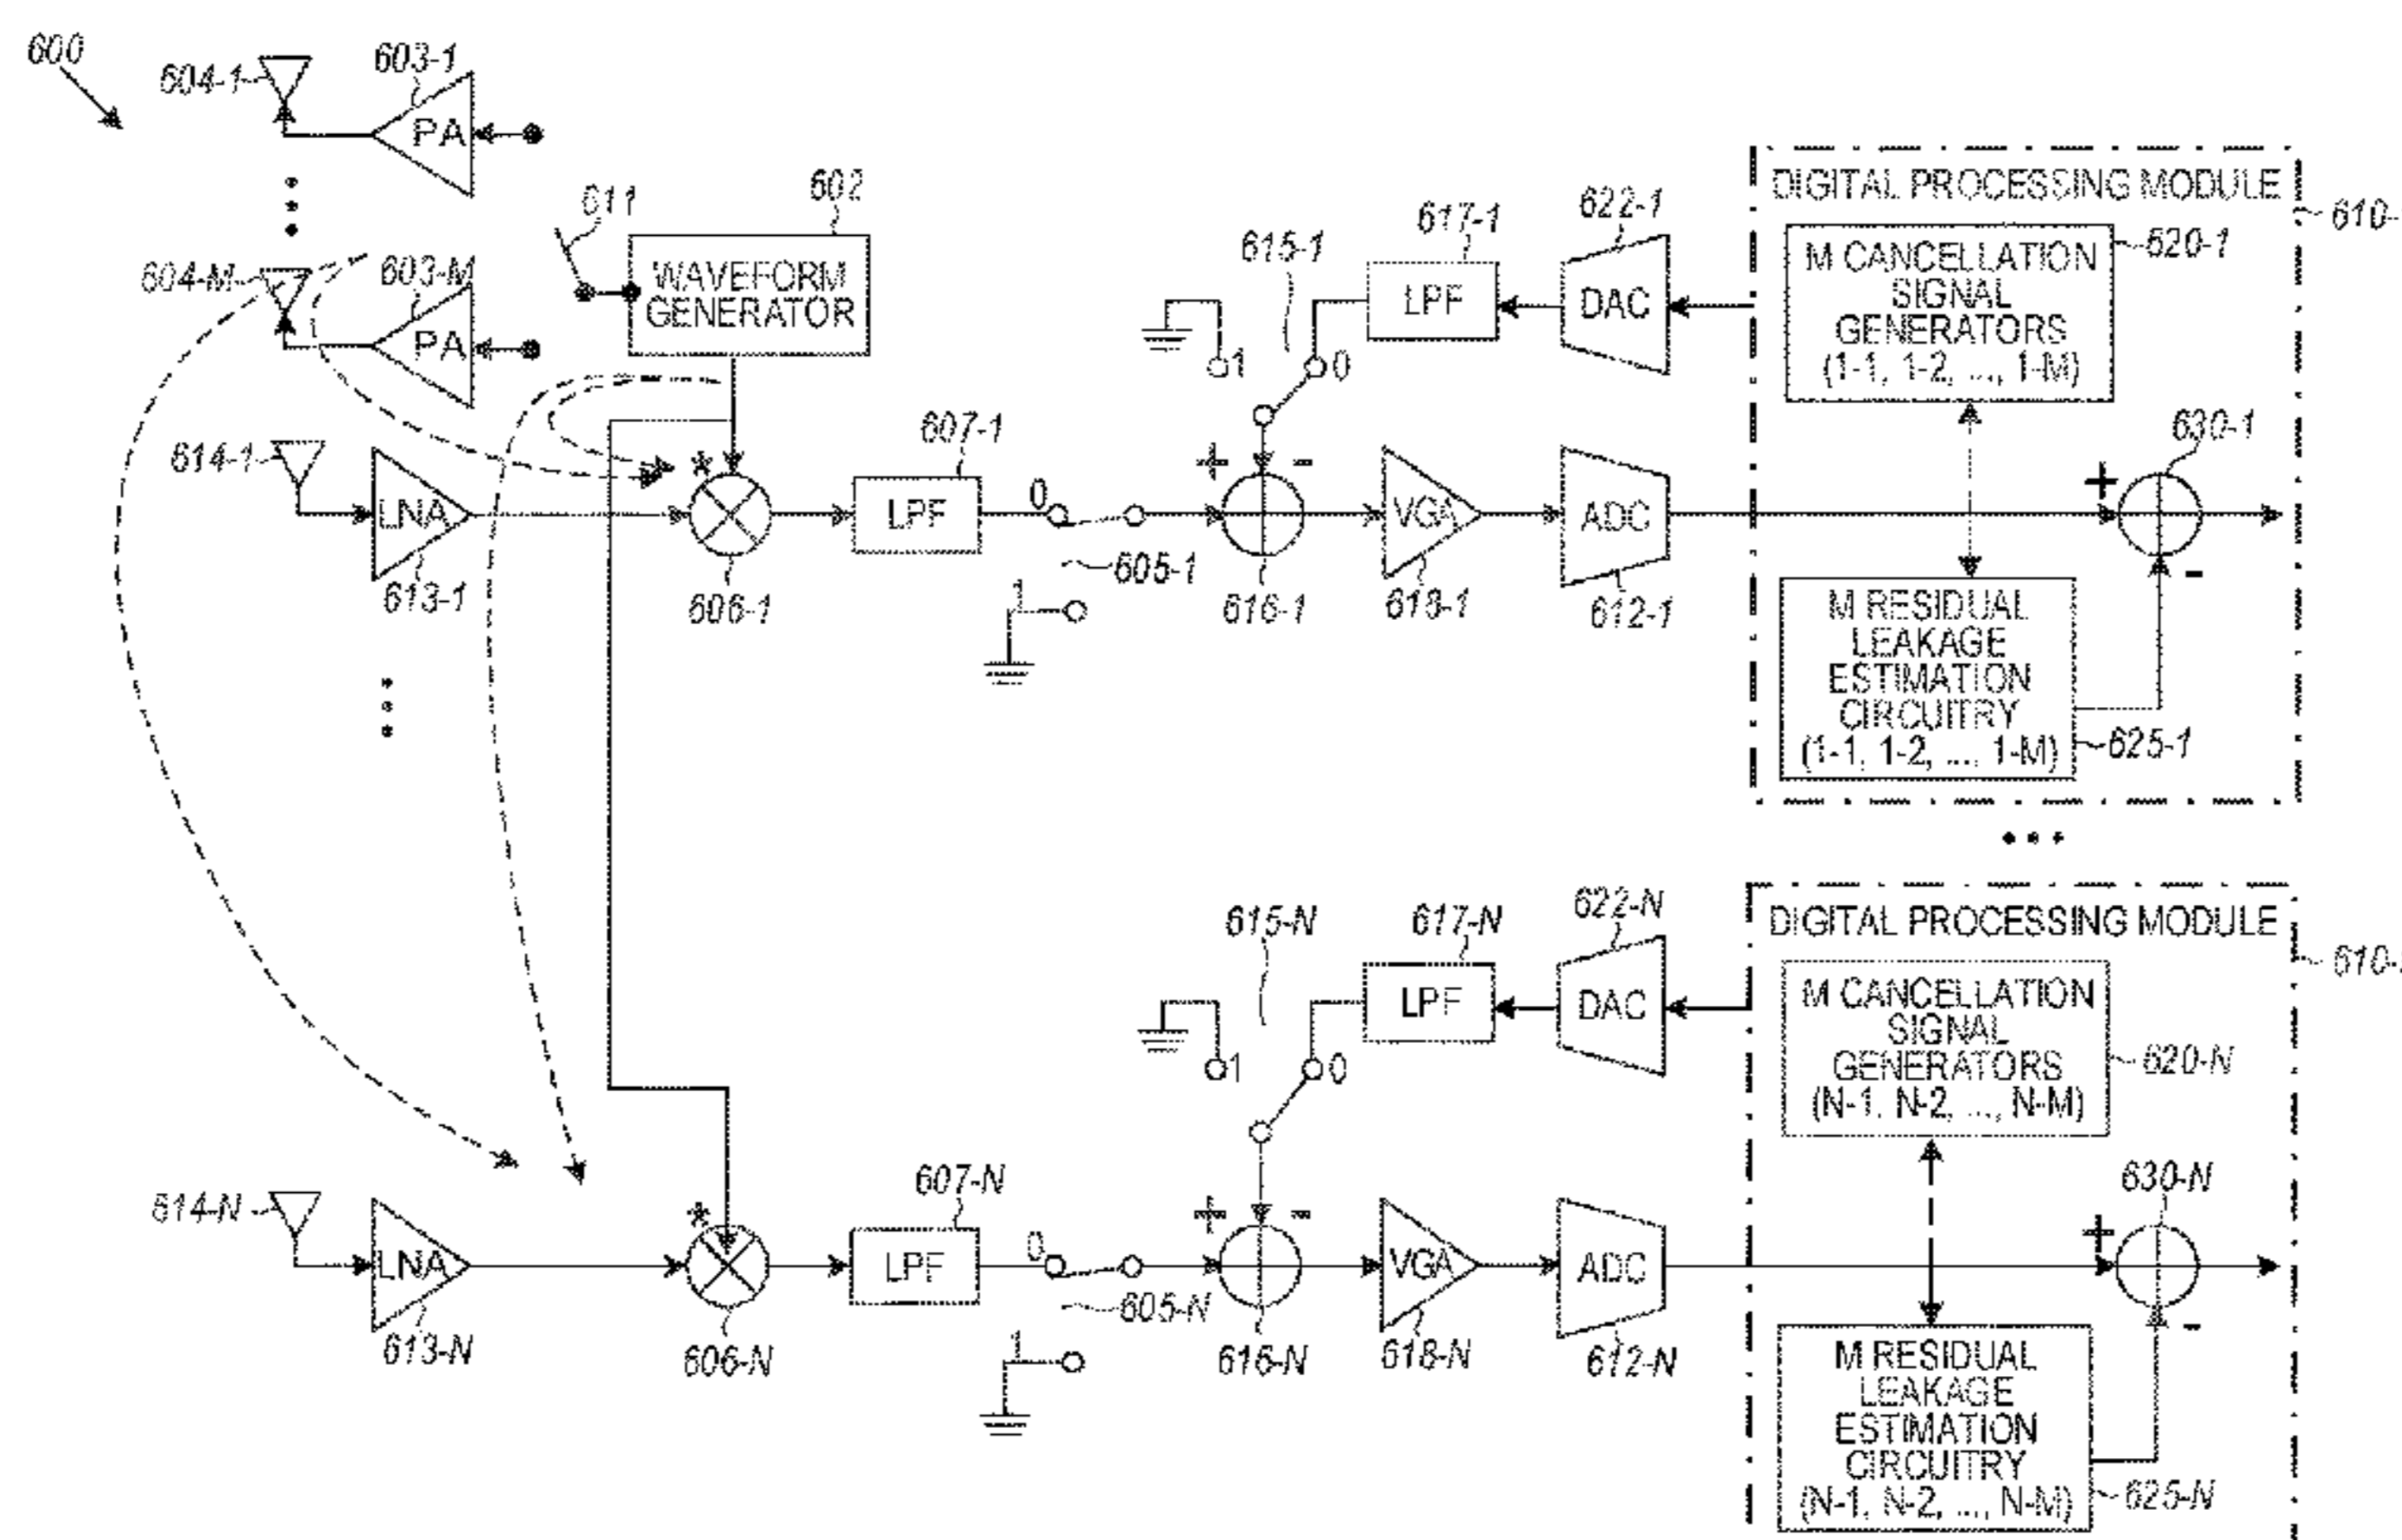 600
604-1
603-1
PA
604-M
603-M
PA
611
602
WAVEFORM
GENERATOR
615-1
617-1
LPF
622-1
DAC
1
0
DIGITAL PROCESSING MODULE
M CANCELLATION
SIGNAL
GENERATORS
(1-1, 1-2, ..., 1-M)
620-1
614-1
LNA
613-1
*
606-1
607-1
LPF
0
605-1
1
+
-
616-1
VGA
618-1
ADC
612-1
630-1
+
-
M RESIDUAL
LEAKAGE
ESTIMATION
CIRCUITRY
(1-1, 1-2, ..., 1-M)
625-1
615-N
617-N
LPF
622-N
DAC
1
0
DIGITAL PROCESSING MODULE
M CANCELLATION
SIGNAL
GENERATORS
(N-1, N-2, ..., N-M)
620-N
614-N
LNA
613-N
*
606-N
607-N
LPF
0
605-N
1
+
-
616-N
VGA
618-N
ADC
612-N
630-N
+
-
M RESIDUAL
LEAKAGE
ESTIMATION
CIRCUITRY
(N-1, N-2, ..., N-M)
625-N